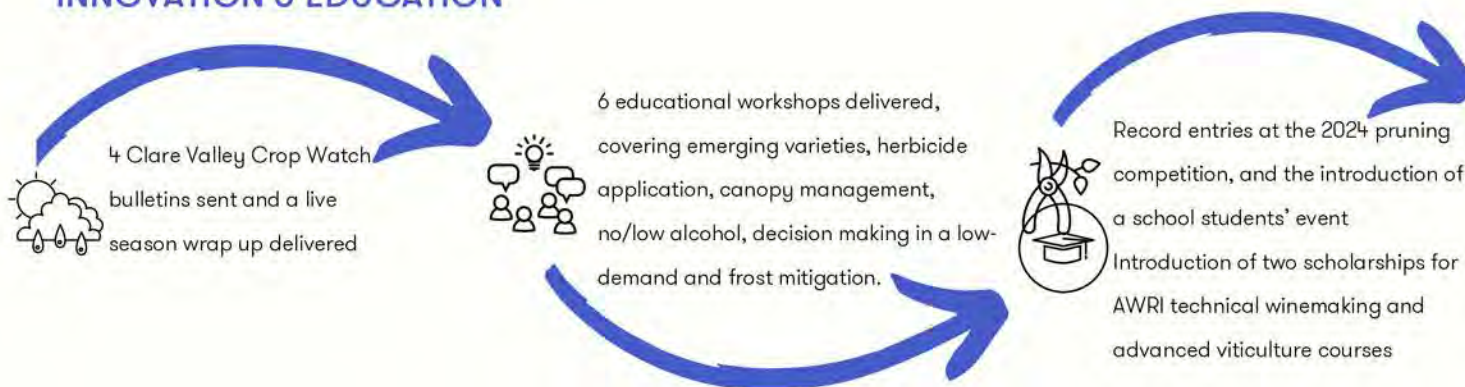 INNOVATION & EDUCATION
4 Clare Valley Crop Watch
bulletins sent and a live
season wrap up delivered
6 educational workshops delivered,
covering emerging varieties, herbicide
application, canopy management,
no/low alcohol, decision making in a low-
demand and frost mitigation.
Record entries at the 2024 pruning
competition, and the introduction of
a school students' event
Introduction of two scholarships for
AWRI technical winemaking and
advanced viticulture courses